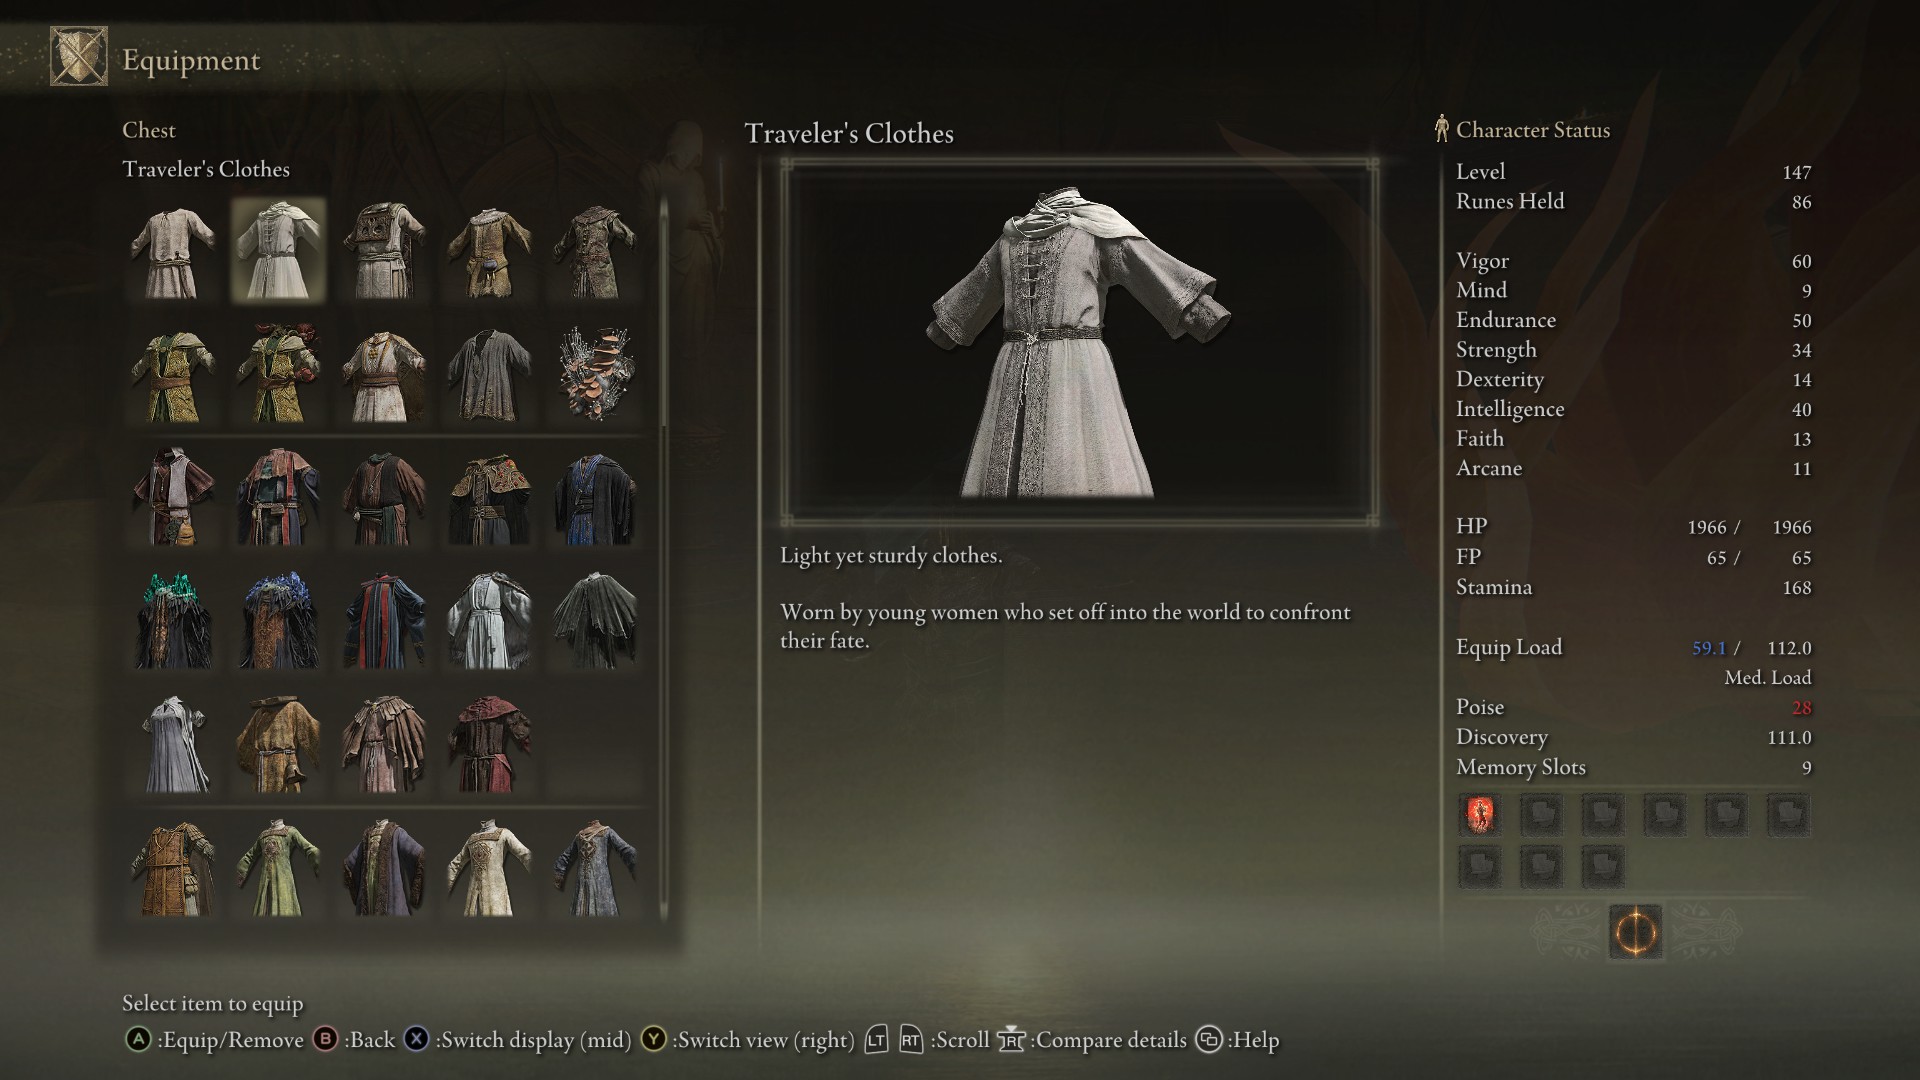 Equipment
Chest
Traveler's Clothes
Traveler's Clothes
Light yet sturdy clothes.
Worn by young women who set off into the world to confront
their fate.
Character Status
Level 147
Runes Held 86
Vigor 60
Mind 9
Endurance 50
Strength 34
Dexterity 14
Intelligence 40
Faith 13
Arcane 11
HP 1966 / 1966
FP 65 / 65
Stamina 168
Equip Load 59.1 / 112.0
Med. Load
Poise 28
Discovery 111.0
Memory Slots 9
Select item to equip
A :Equip/Remove B :Back X :Switch display (mid) Y :Switch view (right) LT RT :Scroll R :Compare details :Help